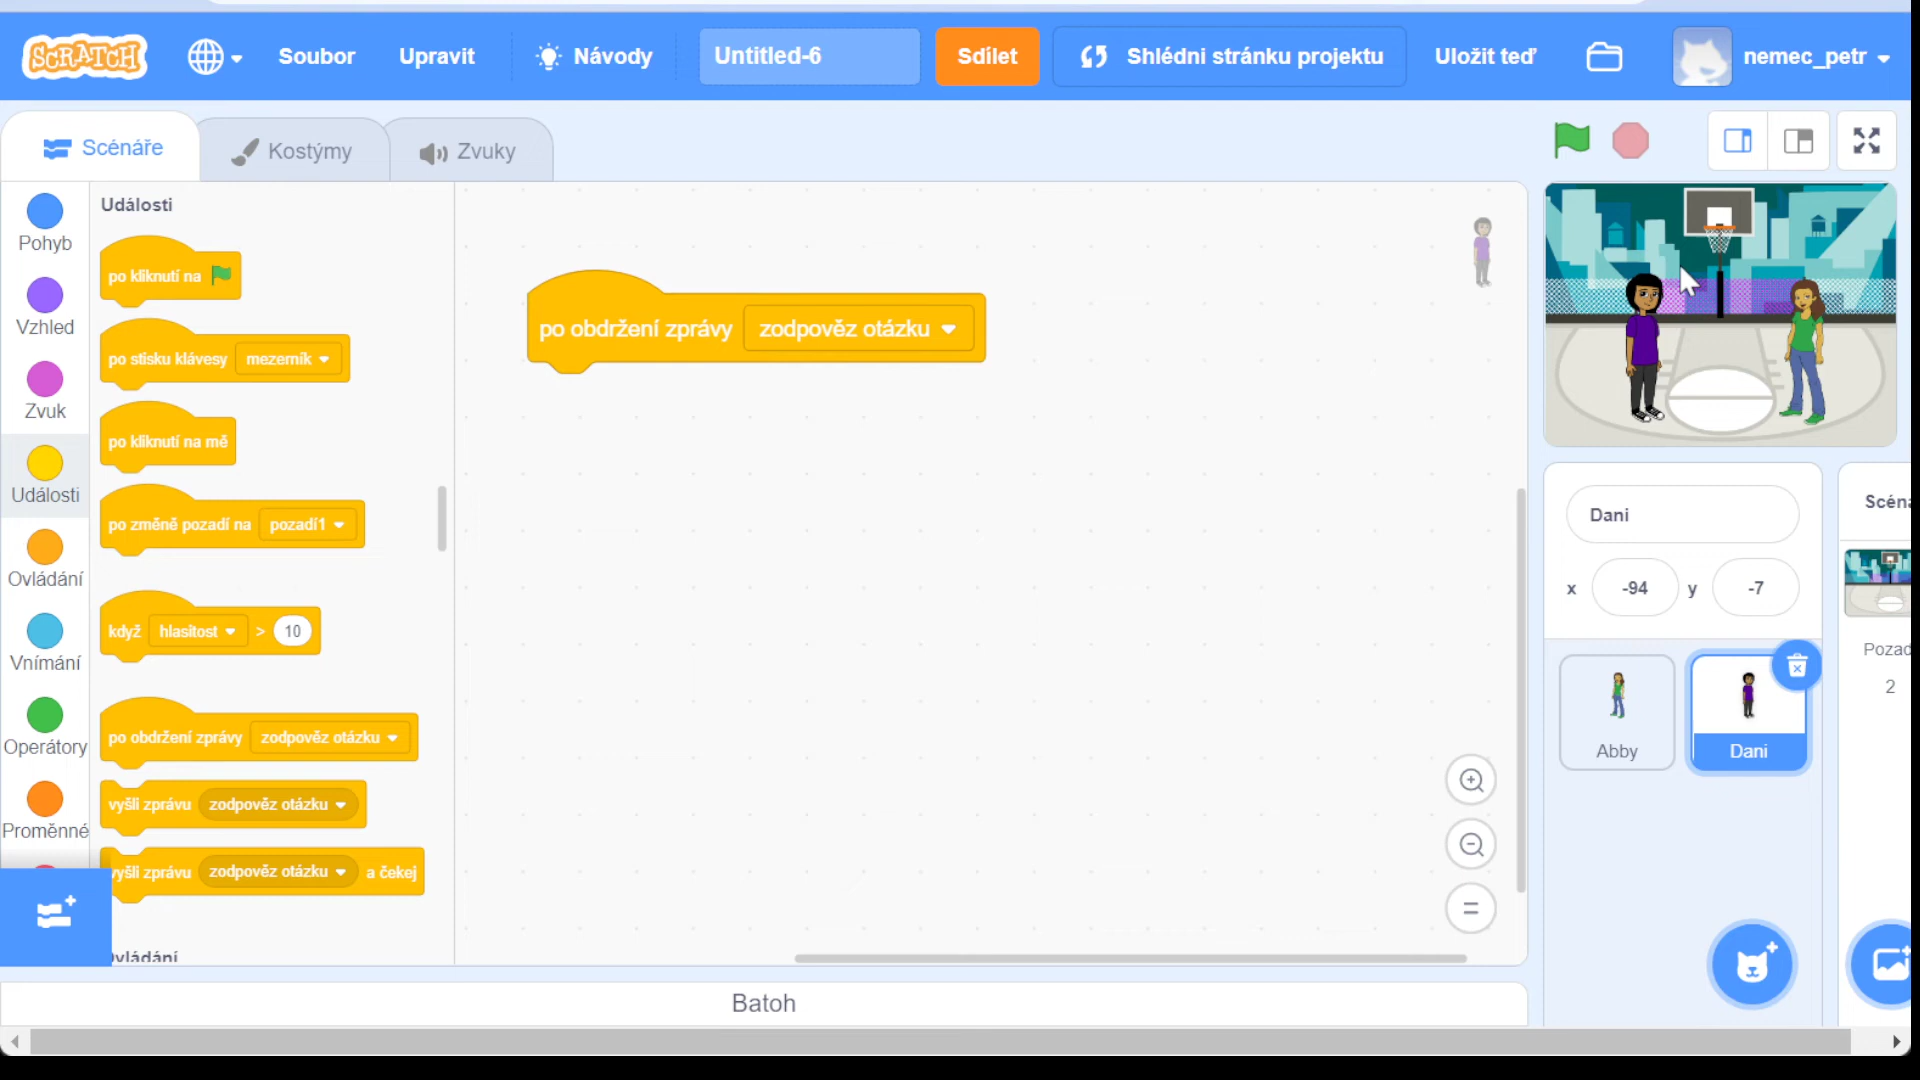 SCRATCH
Soubor
Upravit
Návody
Untitled-6
Sdílet
Shlédni stránku projektu
Uložit teď
nemec_petr
Scénáře
Kostýmy
Zvuky
Pohyb
Vzhled
Zvuk
Události
Ovládání
Vnímání
Operátory
Proměnné
Události
po kliknutí na
po stisku klávesy mezerník
po kliknutí na mě
po změně pozadí na pozadí1
když hlasitost > 10
po obdržení zprávy zodpověz otázku
vyšli zprávu zodpověz otázku
vyšli zprávu zodpověz otázku a čekej
Ovládání
po obdržení zprávy zodpověz otázku
Batoh
Dani
x -94 y -7
Abby
Dani
Scéna
Pozad
2